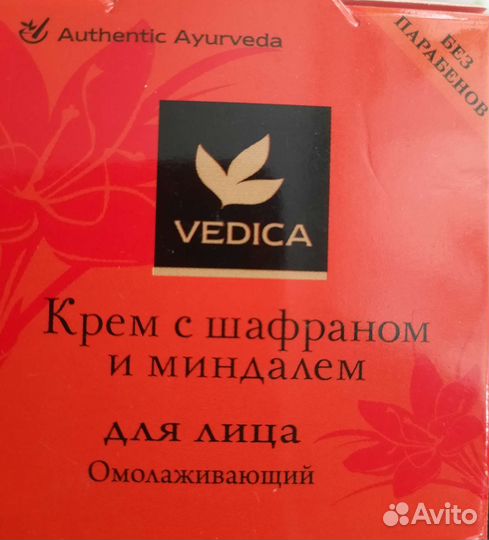 Authentic Ayurveda
БЕЗ
ПАРАБЕНОВ
VEDICA
Крем с шафраном
и миндалем
для лица
Омолаживающий
Avito